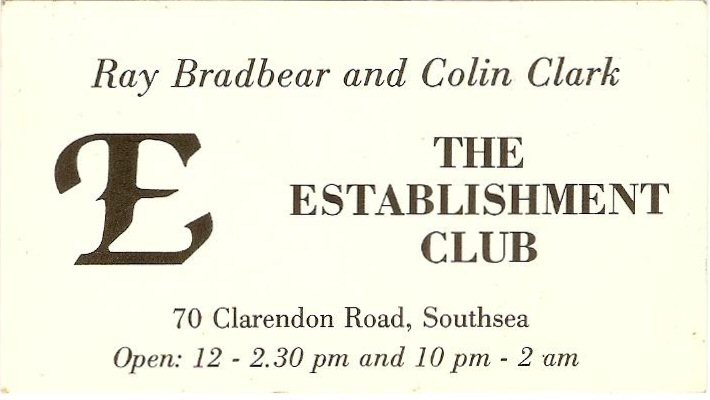 Ray Bradbear and Colin Clark
E
THE
ESTABLISHMENT
CLUB
70 Clarendon Road, Southsea
Open: 12 - 2.30 pm and 10 pm - 2 am